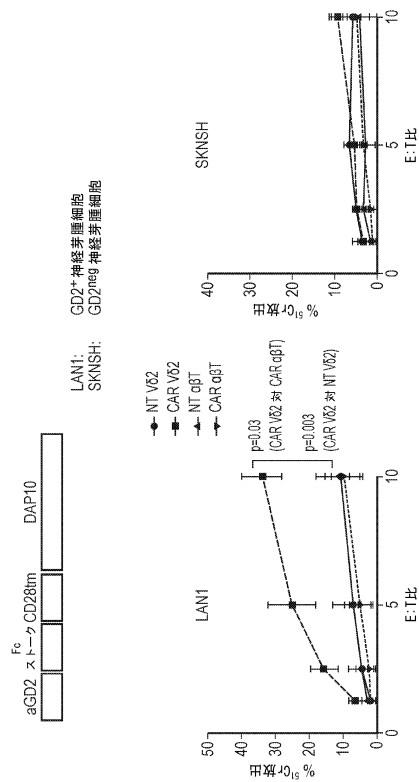 aGD2
Fc
ストーク
CD28tm
DAP10
LAN1: GD2+ 神経芽腫細胞
SKNSH: GD2neg 神経芽腫細胞
NT Vδ2
CAR Vδ2
NT αβT
CAR αβT
LAN1
% 51Cr 放出
50
40
30
20
10
0
0
5
10
E:T比
p=0.03
(CAR Vδ2 対 CAR αβT)
p=0.003
(CAR Vδ2 対 NT Vδ2)
SKNSH
% 51Cr 放出
40
30
20
10
0
0
5
10
E:T比